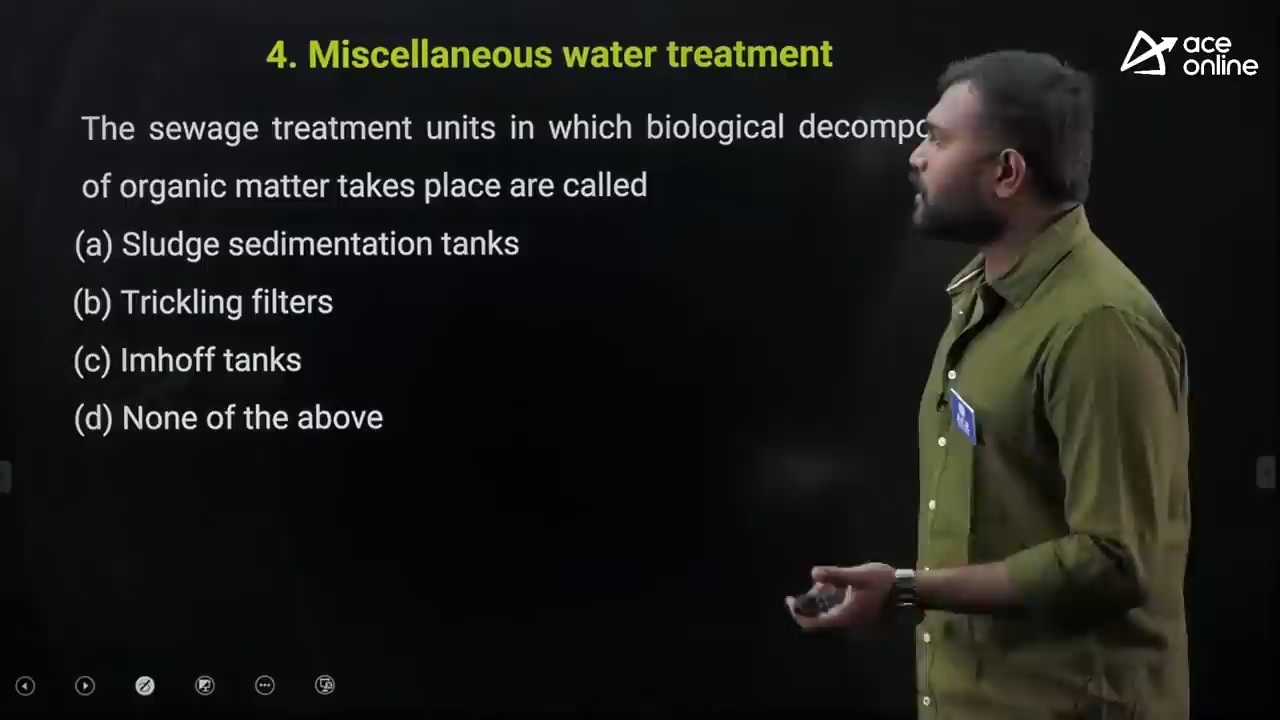 4. Miscellaneous water treatment
ace
online
The sewage treatment units in which biological
of organic matter takes place are called
(a) Sludge sedimentation tanks
(b) Trickling filters
(c) Imhoff tanks
(d) None of the above